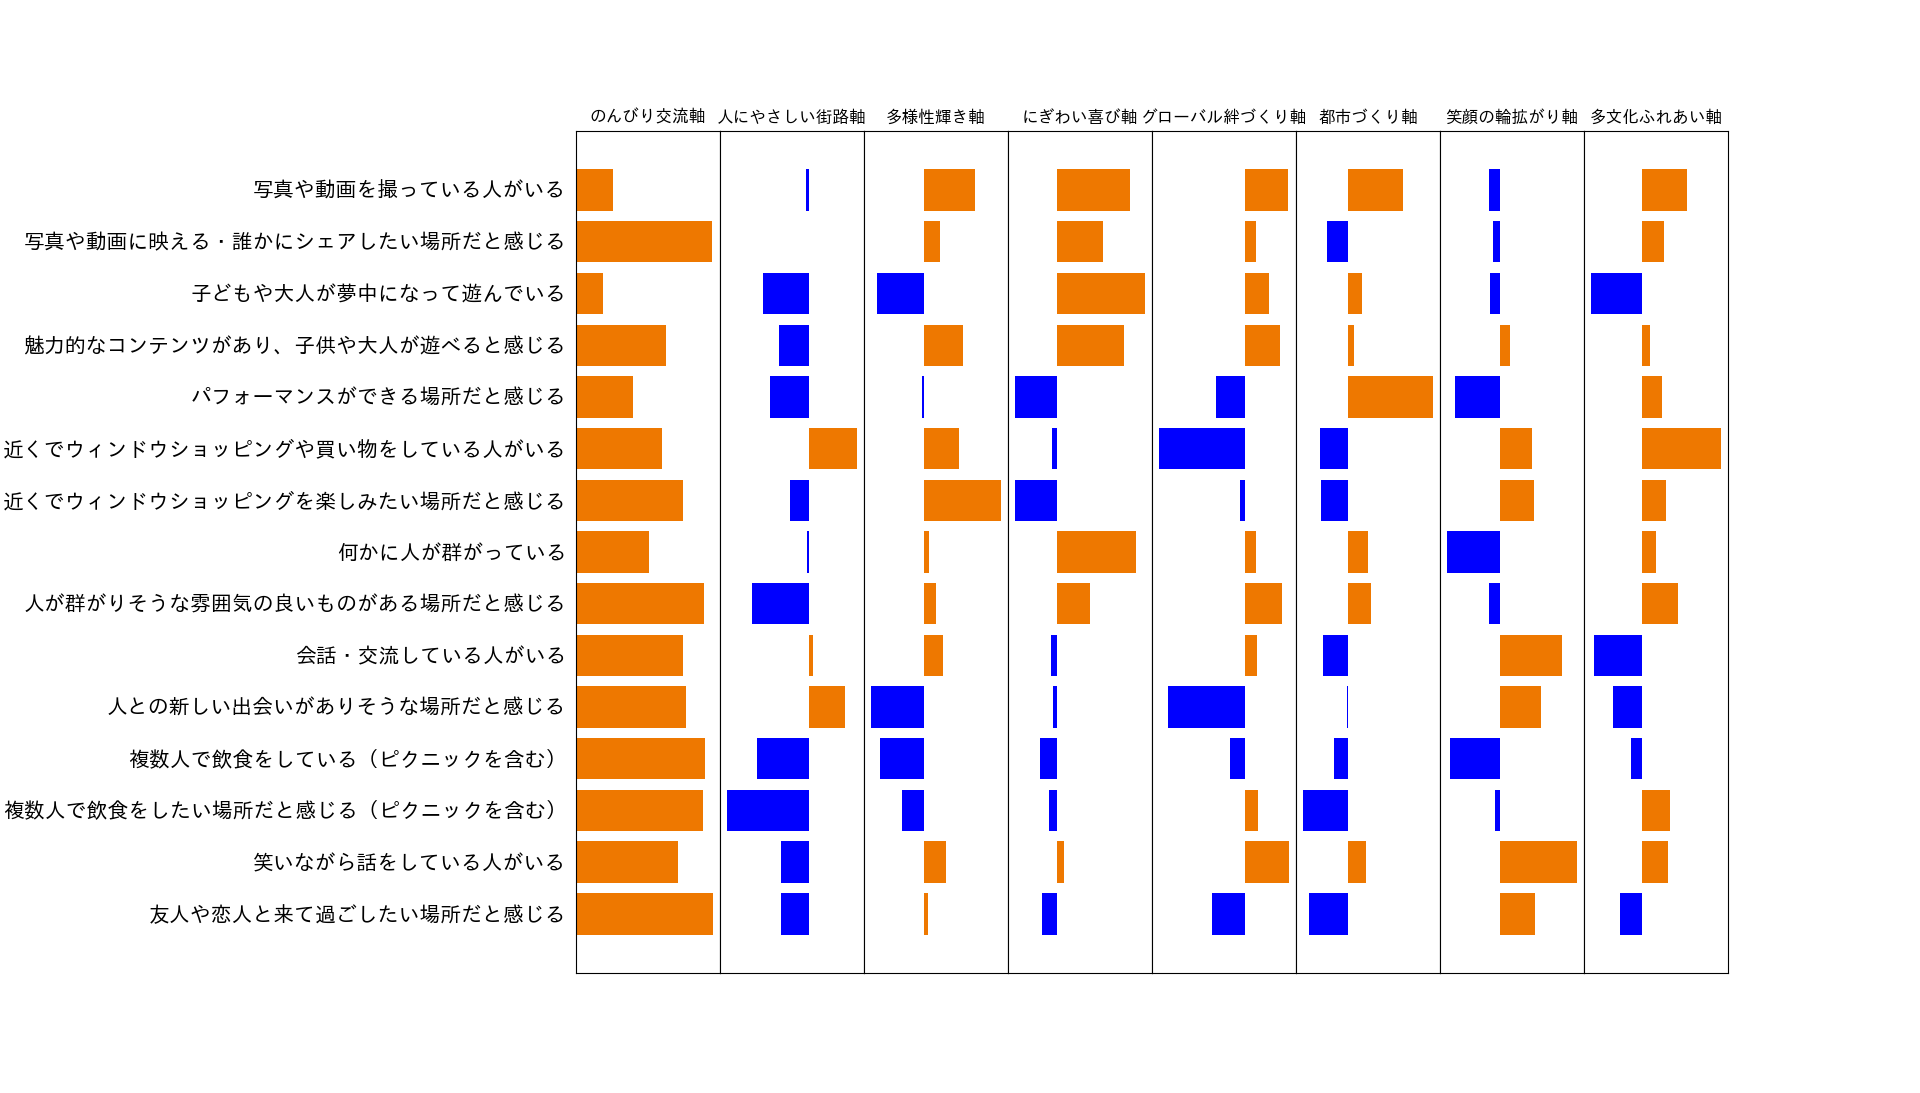 のんびり交流軸 人にやさしい街路軸 多様性輝き軸 にぎわい喜び軸 グローバル絆づくり軸 都市づくり軸 笑顔の輪拡がり軸 多文化ふれあい軸
写真や動画を撮っている人がいる
写真や動画に映える・誰かにシェアしたい場所だと感じる
子どもや大人が夢中になって遊んでいる
魅力的なコンテンツがあり、子供や大人が遊べると感じる
パフォーマンスができる場所だと感じる
近くでウィンドウショッピングや買い物をしている人がいる
近くでウィンドウショッピングを楽しみたい場所だと感じる
何かに人が群がっている
人が群がりそうな雰囲気の良いものがある場所だと感じる
会話・交流している人がいる
人との新しい出会いがありそうな場所だと感じる
複数人で飲食をしている（ピクニックを含む）
複数人で飲食をしたい場所だと感じる（ピクニックを含む）
笑いながら話をしている人がいる
友人や恋人と来て過ごしたい場所だと感じる